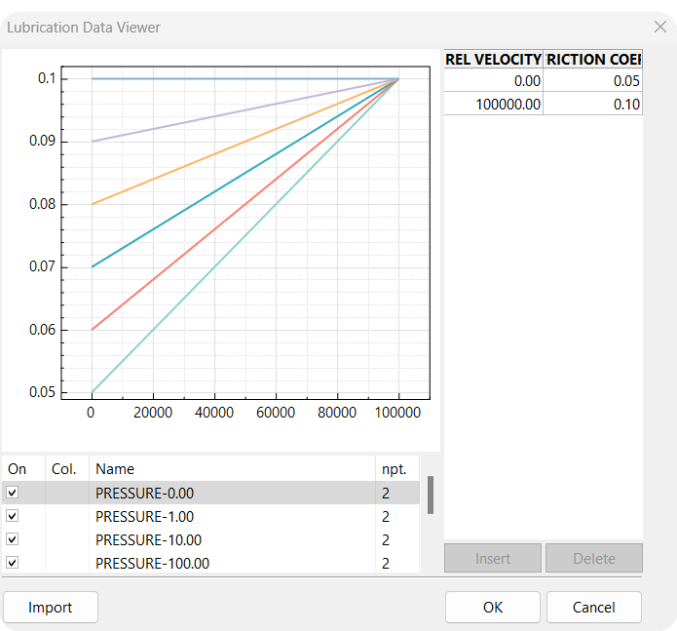 Lubrication Data Viewer
REL VELOCITY RICTION COEF
0.00 0.05
100000.00 0.10
0.1
0.09
0.08
0.07
0.06
0.05
0 20000 40000 60000 80000 100000
On Col. Name npt.
PRESSURE-0.00 2
PRESSURE-1.00 2
PRESSURE-10.00 2
PRESSURE-100.00 2
Insert Delete
Import OK Cancel